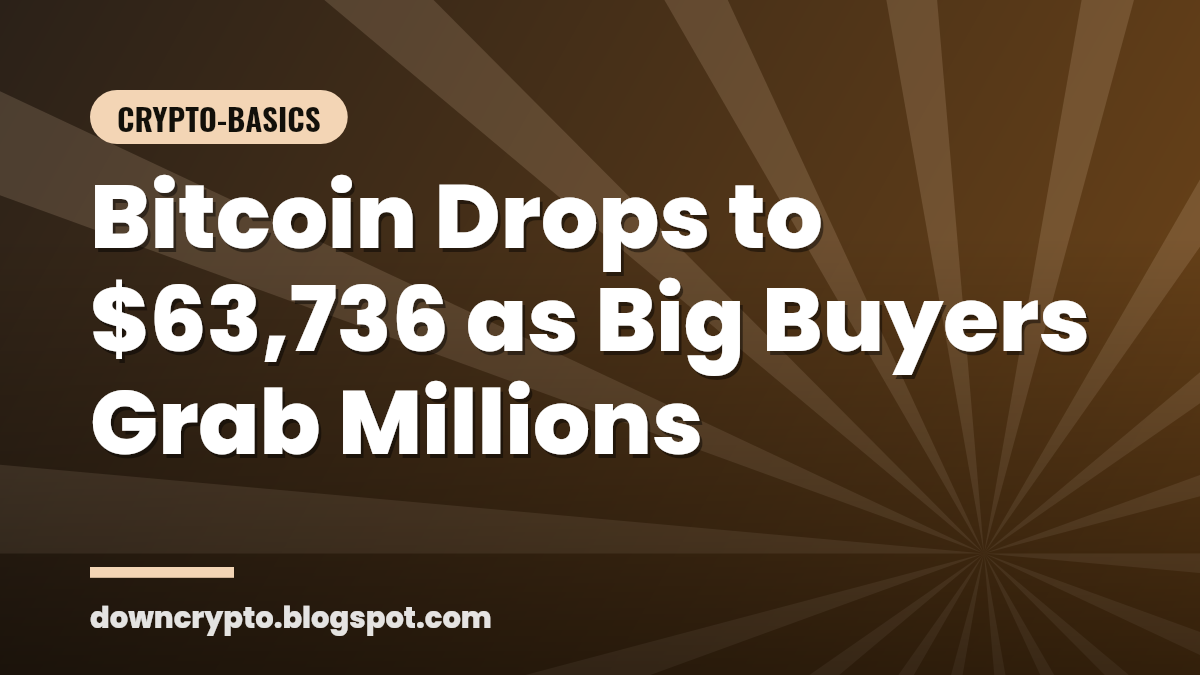 CRYPTO-BASICS
Bitcoin Drops to
$63,736 as Big Buyers
Grab Millions
downcrypto.blogspot.com